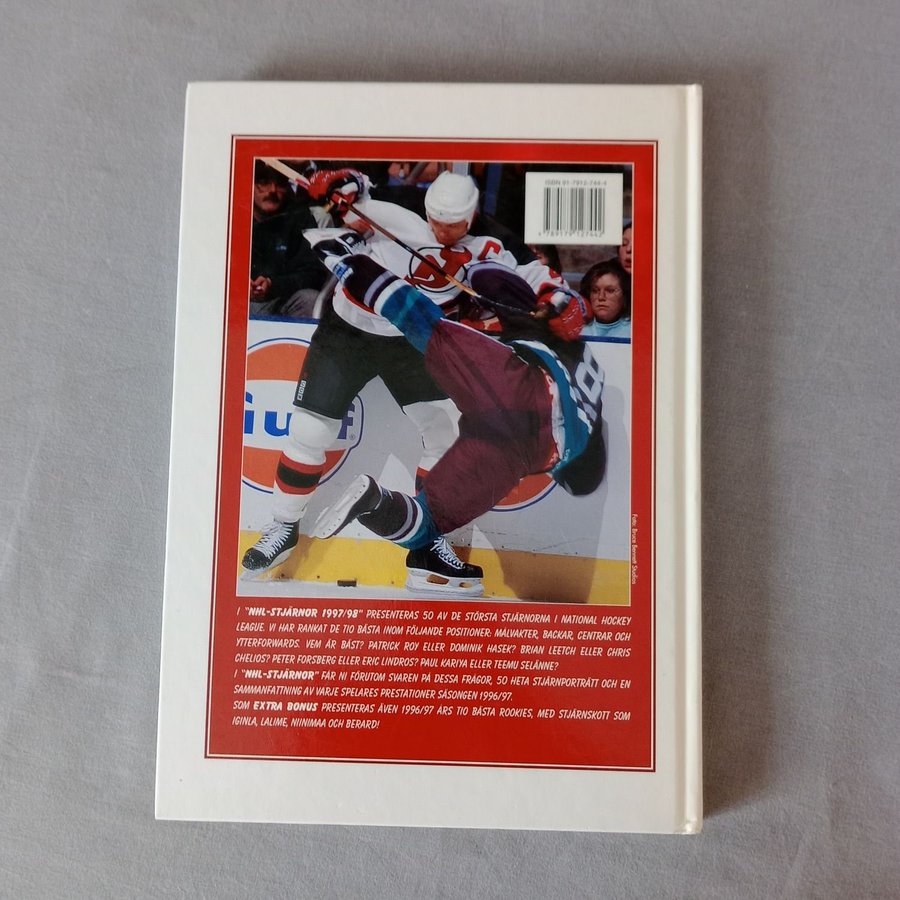 ISBN 91-7912-744-4
9 789179 127442
Foto: Bruce Bennett Studios
I "NHL-STJÄRNOR 1997/98" PRESENTERAS 50 AV DE STÖRSTA STJÄRNORNA I NATIONAL HOCKEY
LEAGUE. VI HAR RANKAT DE TIO BÄSTA INOM FÖLJANDE POSITIONER: MÅLVAKTER, BACKAR, CENTRAR OCH
YTTERFORWARDS. VEM ÄR BÄST? PATRICK ROY ELLER DOMINIK HASEK? BRIAN LEETCH ELLER CHRIS
CHELIOS? PETER FORSBERG ELLER ERIC LINDROS? PAUL KARIYA ELLER TEEMU SELÄNNE?
I "NHL-STJÄRNOR" FÅR NI FÖRUTOM SVAREN PÅ DESSA FRÅGOR, 50 HETA STJÄRNPORTRÄTT OCH EN
SAMMANFATTNING AV VARJE SPELARES PRESTATIONER SÄSONGEN 1996/97.
SOM EXTRA BONUS PRESENTERAS ÄVEN 1996/97 ÅRS TIO BÄSTA ROOKIES, MED STJÄRNSKOTT SOM
IGINLA, LALIME, NIINIMAA OCH BERARD!